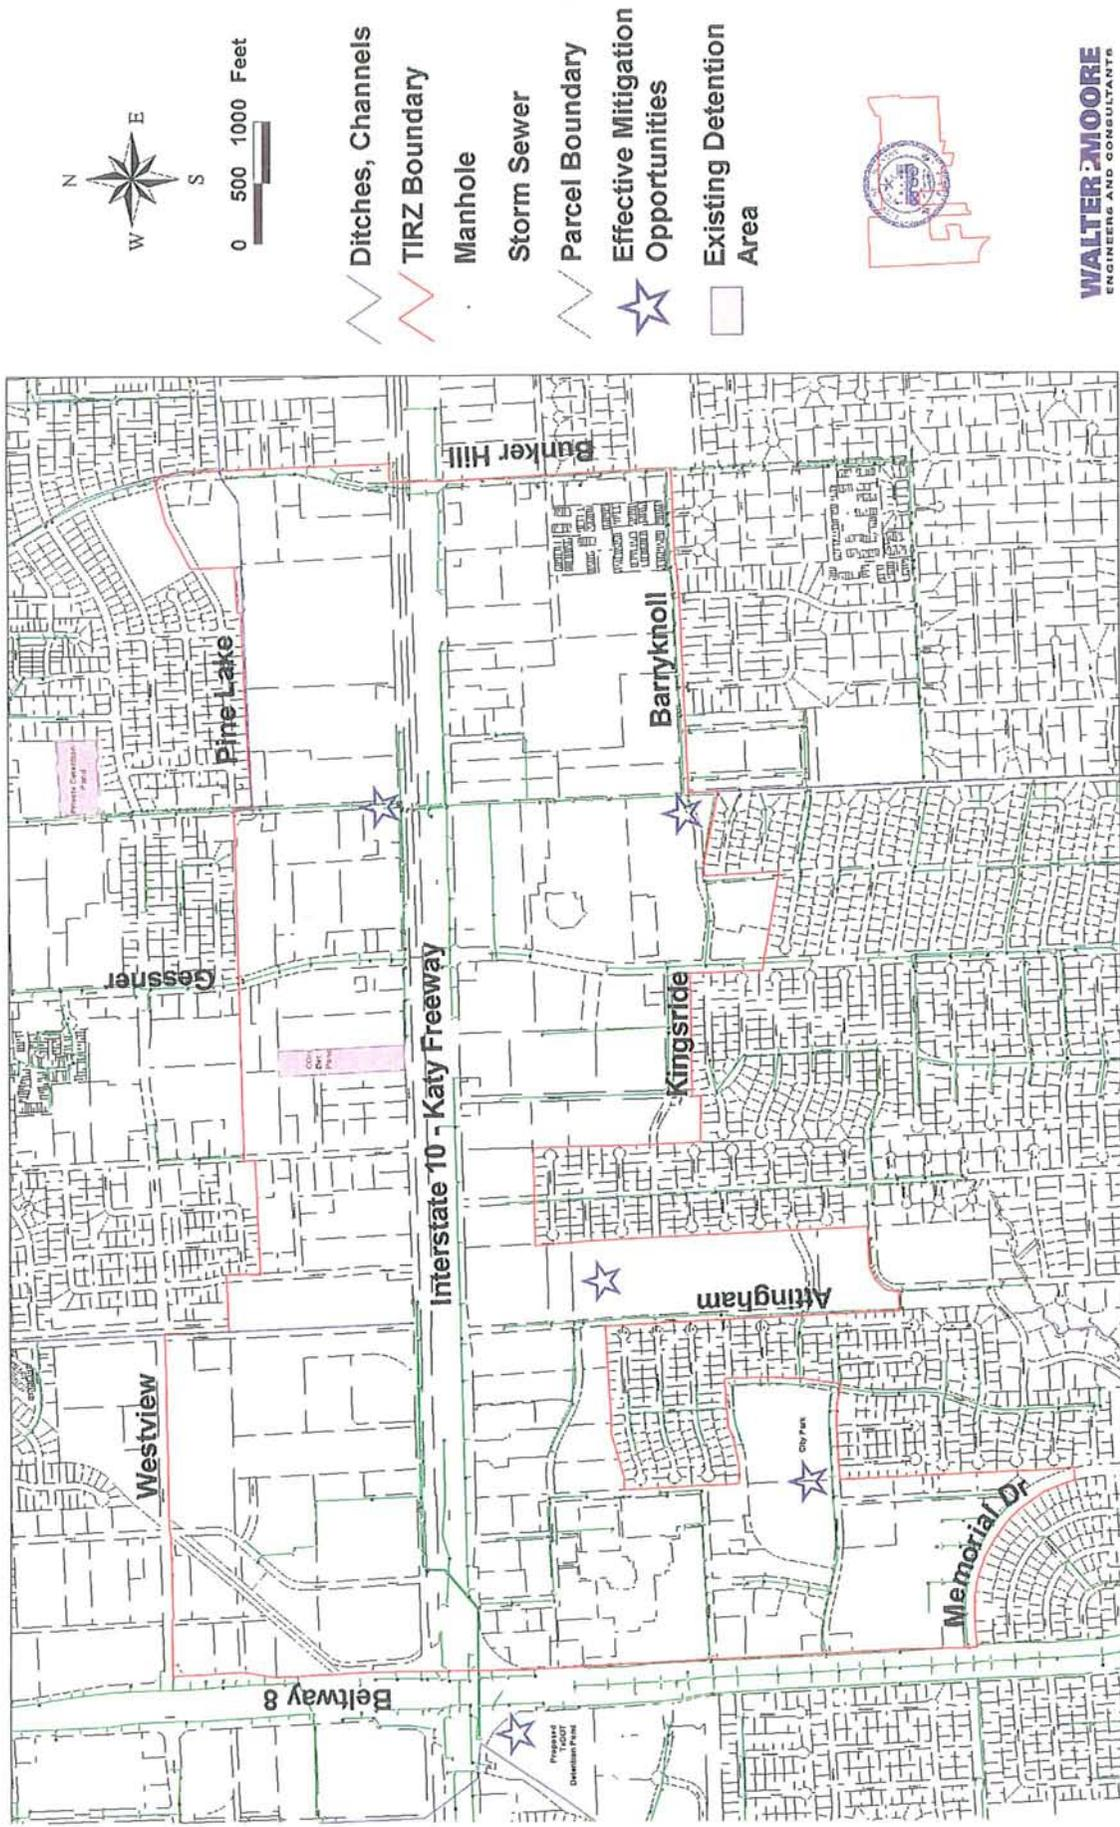 N
W E
S
0 500 1000 Feet
Ditches, Channels
TIRZ Boundary
Manhole
Storm Sewer
Parcel Boundary
Effective Mitigation
Opportunities
Existing Detention
Area
WALTER P. MOORE
ENGINEERS AND CONSULTANTS
Beltway 8
Westview
Gessner
Pine Lake
Bunker Hill
Private Detention
Pond
Interstate 10 - Katy Freeway
Kingsride
Barryknoll
Attingham
City Park
Memorial Dr
Proposed
TxDOT
Detention Pond